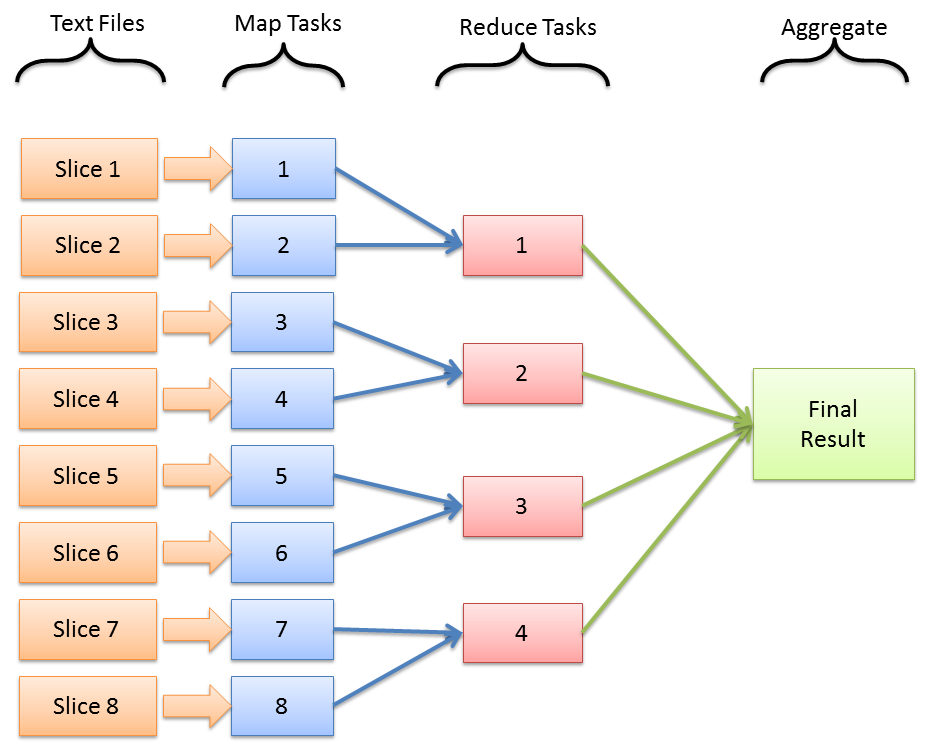 Text Files
Map Tasks
Reduce Tasks
Aggregate
Slice 1
1
Slice 2
2
1
Slice 3
3
2
Slice 4
4
Final
Result
Slice 5
5
3
Slice 6
6
Slice 7
7
4
Slice 8
8